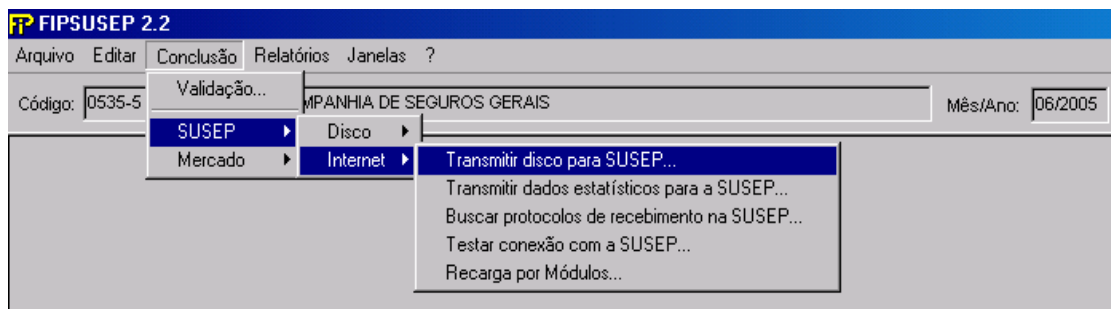 FIP FIPSUSEP 2.2
Arquivo Editar Conclusão Relatórios Janelas ?
Código: 0535-5 MPANHIA DE SEGUROS GERAIS Mês/Ano: 06/2005
Validação...
SUSEP Disco
Mercado Internet Transmitir disco para SUSEP...
Transmitir dados estatísticos para a SUSEP...
Buscar protocolos de recebimento na SUSEP...
Testar conexão com a SUSEP...
Recarga por Módulos...